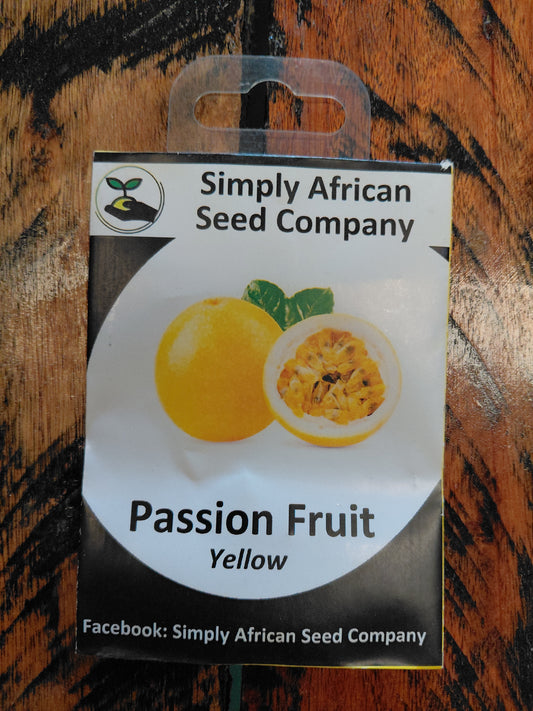 Simply African
Seed Company
Passion Fruit
Yellow
Facebook: Simply African Seed Company